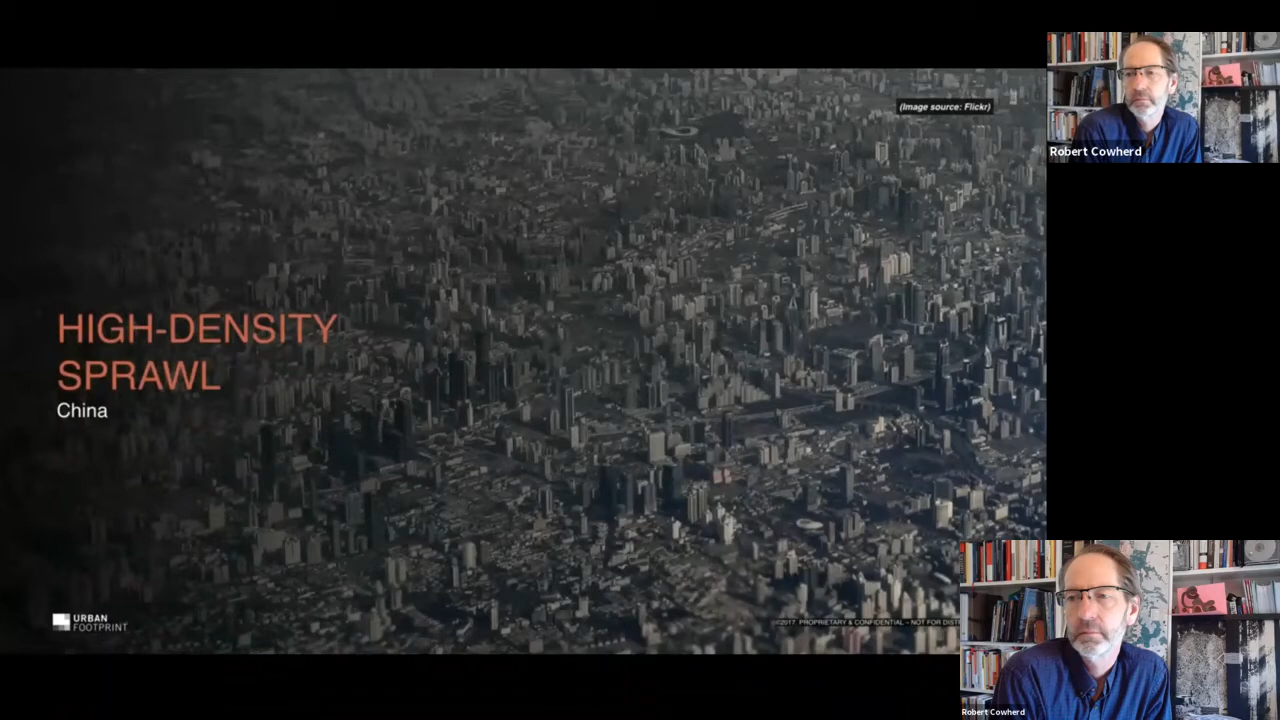 (Image source: Flickr)
Robert Cowherd
HIGH-DENSITY
SPRAWL
China
URBAN
FOOTPRINT
©2017. PROPRIETARY & CONFIDENTIAL – NOT FOR DIST
Robert Cowherd